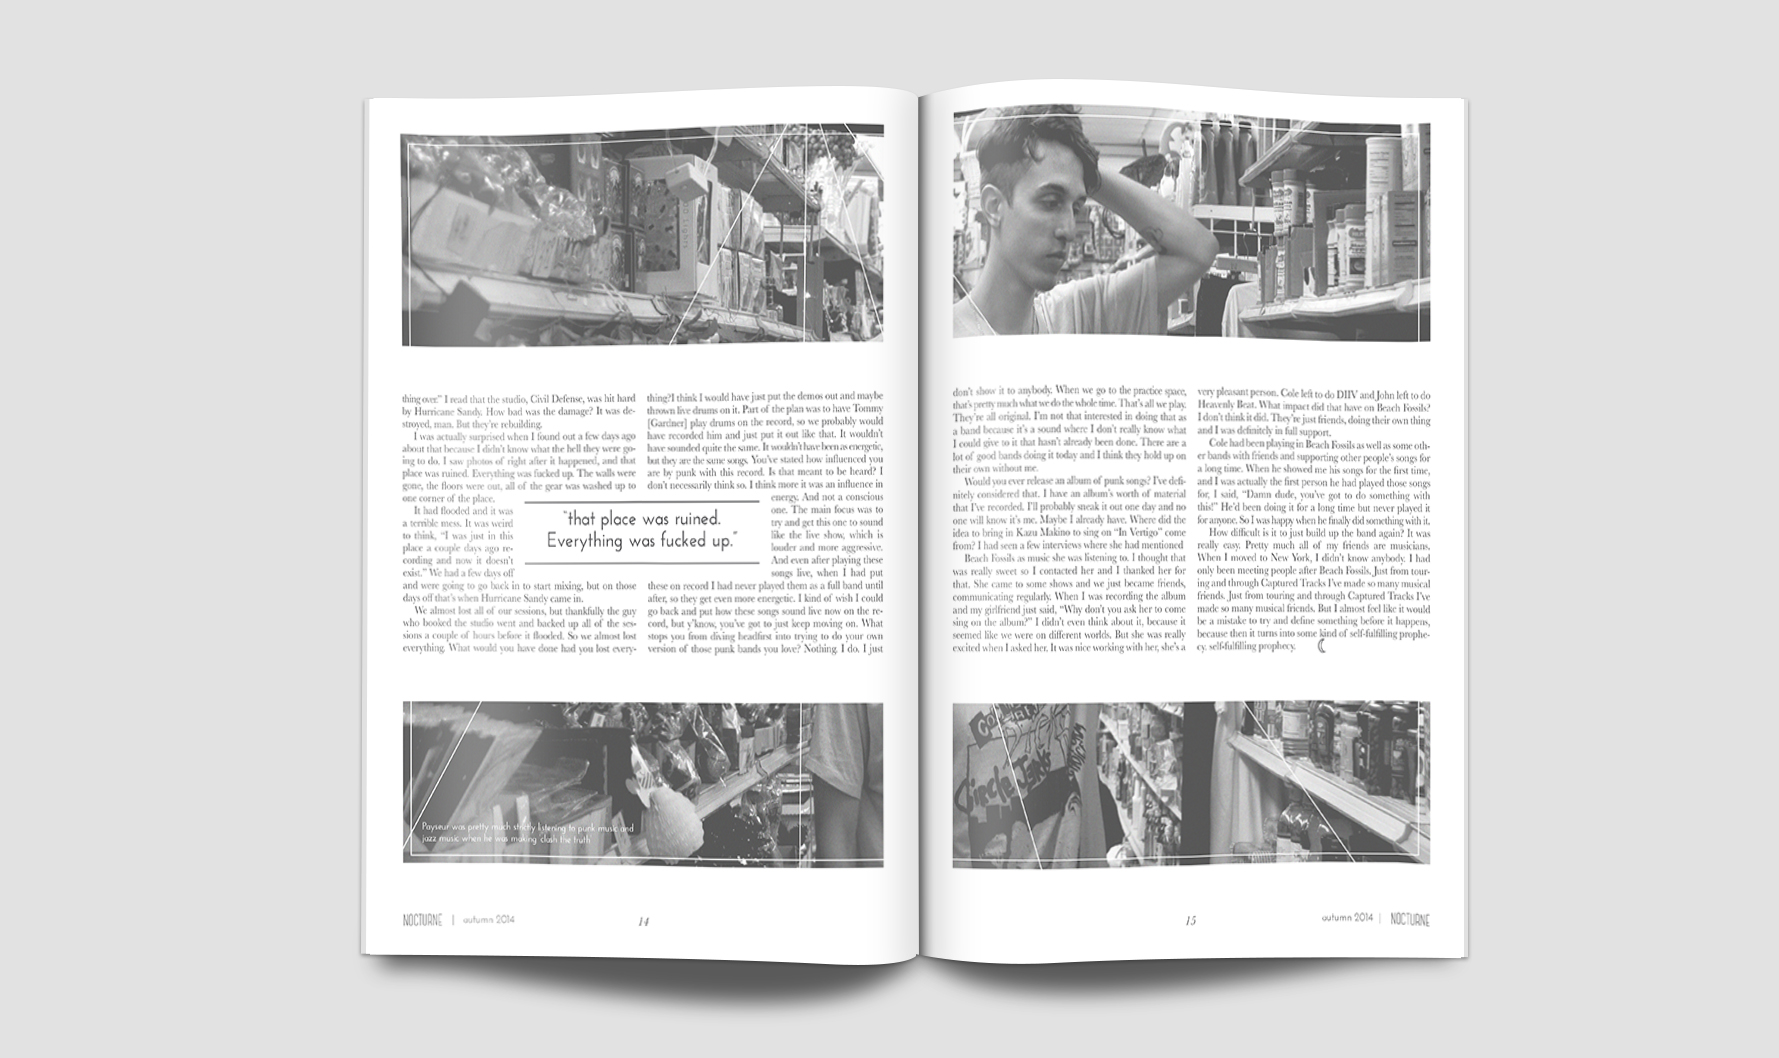 thing over." I read that the studio, Civil Defense, was hit hard
by Hurricane Sandy. How bad was the damage? It was de-
stroyed, man. But they're rebuilding.
I was actually surprised when I found out a few days ago
about that because I didn't know what the hell they were go-
ing to do. I saw photos of right after it happened, and that
place was ruined. Everything was fucked up. The walls were
gone, the floors were out, all of the gear was washed up to
one corner of the place.
It had flooded and it was
a terrible mess. It was weird
to think, "I was just in this
place a couple days ago re-
cording and now it doesn't
exist." We had a few days off
and were going to go back in to start mixing, but on those
days off that's when Hurricane Sandy came in.
We almost lost all of our sessions, but thankfully the guy
who booked the studio went and backed up all of the ses-
sions a couple of hours before it flooded. So we almost lost
everything. What would you have done had you lost every-
"that place was ruined.
Everything was fucked up."
thing?I think I would have just put the demos out and maybe
thrown live drums on it. Part of the plan was to have Tommy
[Gardner] play drums on the record, so we probably would
have recorded him and just put it out like that. It wouldn't
have sounded quite the same. It wouldn't have been as energetic,
but they are the same songs. You've stated how influenced you
are by punk with this record. Is that meant to be heard? I
don't necessarily think so. I think more it was an influence in
energy. And not a conscious
one. The main focus was to
try and get this one to sound
like the live show, which is
louder and more aggressive.
And even after playing these
songs live, when I had put
these on record I had never played them as a full band until
after, so they get even more energetic. I kind of wish I could
go back and put how these songs sound live now on the re-
cord, but y'know, you've got to just keep moving on. What
stops you from diving headfirst into trying to do your own
version of those punk bands you love? Nothing. I do. I just
Payseur was pretty much strictly listening to punk music and
jazz music when he was making clash the truth
NOCTURNE | autumn 2014
14
don't show it to anybody. When we go to the practice space,
that's pretty much what we do the whole time. That's all we play.
They're all original. I'm not that interested in doing that as
a band because it's a sound where I don't really know what
I could give to it that hasn't already been done. There are a
lot of good bands doing it today and I think they hold up on
their own without me.
Would you ever release an album of punk songs? I've defi-
nitely considered that. I have an album's worth of material
that I've recorded. I'll probably sneak it out one day and no
one will know it's me. Maybe I already have. Where did the
idea to bring in Kazu Makino to sing on "In Vertigo" come
from? I had seen a few interviews where she had mentioned
Beach Fossils as music she was listening to. I thought that
was really sweet so I contacted her and I thanked her for
that. She came to some shows and we just became friends,
communicating regularly. When I was recording the album
and my girlfriend just said, "Why don't you ask her to come
sing on the album?" I didn't even think about it, because it
seemed like we were on different worlds. But she was really
excited when I asked her. It was nice working with her, she's a
very pleasant person. Cole left to do DIIV and John left to do
Heavenly Beat. What impact did that have on Beach Fossils?
I don't think it did. They're just friends, doing their own thing
and I was definitely in full support.
Cole had been playing in Beach Fossils as well as some oth-
er bands with friends and supporting other people's songs for
a long time. When he showed me his songs for the first time,
and I was actually the first person he had played those songs
for, I said, "Damn dude, you've got to do something with
this!" He'd been doing it for a long time but never played it
for anyone. So I was happy when he finally did something with it.
How difficult is it to just build up the band again? It was
really easy. Pretty much all of my friends are musicians.
When I moved to New York, I didn't know anybody. I had
only been meeting people after Beach Fossils. Just from tour-
ing and through Captured Tracks I've made so many musical
friends. Just from touring and through Captured Tracks I've
made so many musical friends. But I almost feel like it would
be a mistake to try and define something before it happens,
because then it turns into some kind of self-fulfilling prophe-
cy. self-fulfilling prophecy.
Circle Jerks
15
autumn 2014 | NOCTURNE